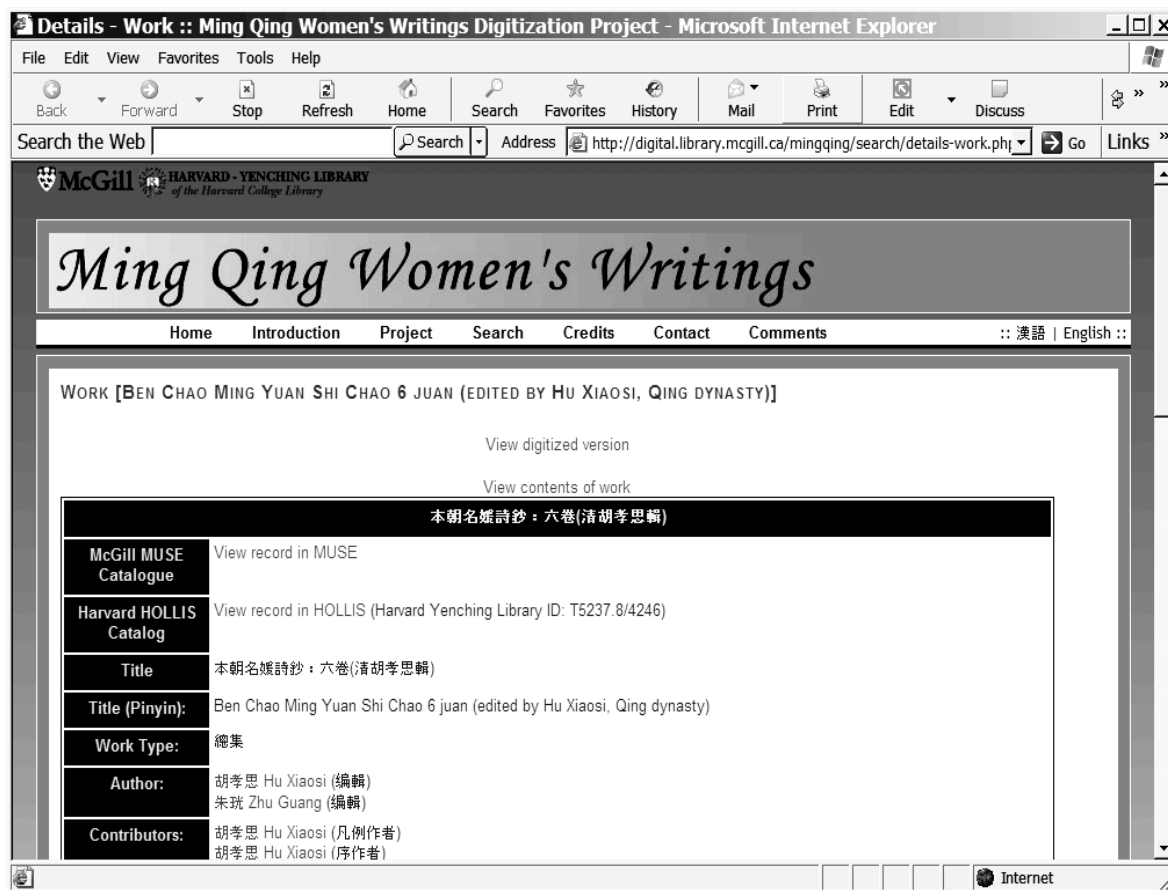 Details - Work :: Ming Qing Women's Writings Digitization Project - Microsoft Internet Explorer
File Edit View Favorites Tools Help
Back Forward Stop Refresh Home Search Favorites History Mail Print Edit Discuss »
Search the Web Search Address http://digital.library.mcgill.ca/mingqing/search/details-work.php Go Links »
McGill HARVARD - YENCHING LIBRARY
of the Harvard College Library
Ming Qing Women's Writings
Home Introduction Project Search Credits Contact Comments :: 漢語 | English ::
WORK [BEN CHAO MING YUAN SHI CHAO 6 JUAN (EDITED BY HU XIAOSI, QING DYNASTY)]
View digitized version
View contents of work
本朝名媛詩鈔：六卷(清胡孝思輯)
McGill MUSE Catalogue View record in MUSE
Harvard HOLLIS Catalog View record in HOLLIS (Harvard Yenching Library ID: T5237.8/4246)
Title 本朝名媛詩鈔：六卷(清胡孝思輯)
Title (Pinyin): Ben Chao Ming Yuan Shi Chao 6 juan (edited by Hu Xiaosi, Qing dynasty)
Work Type: 總集
Author: 胡孝思 Hu Xiaosi (编輯)
朱珖 Zhu Guang (编輯)
Contributors: 胡孝思 Hu Xiaosi (凡例作者)
胡孝思 Hu Xiaosi (序作者)
Internet